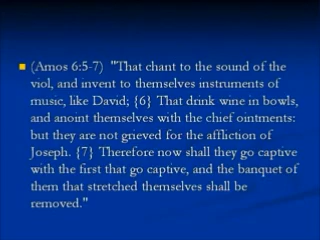 (Amos 6:5-7) "That chant to the sound of the
viol, and invent to themselves instruments of
music, like David; {6} That drink wine in bowls,
and anoint themselves with the chief ointments:
but they are not grieved for the affliction of
Joseph. {7} Therefore now shall they go captive
with the first that go captive, and the banquet of
them that stretched themselves shall be
removed."